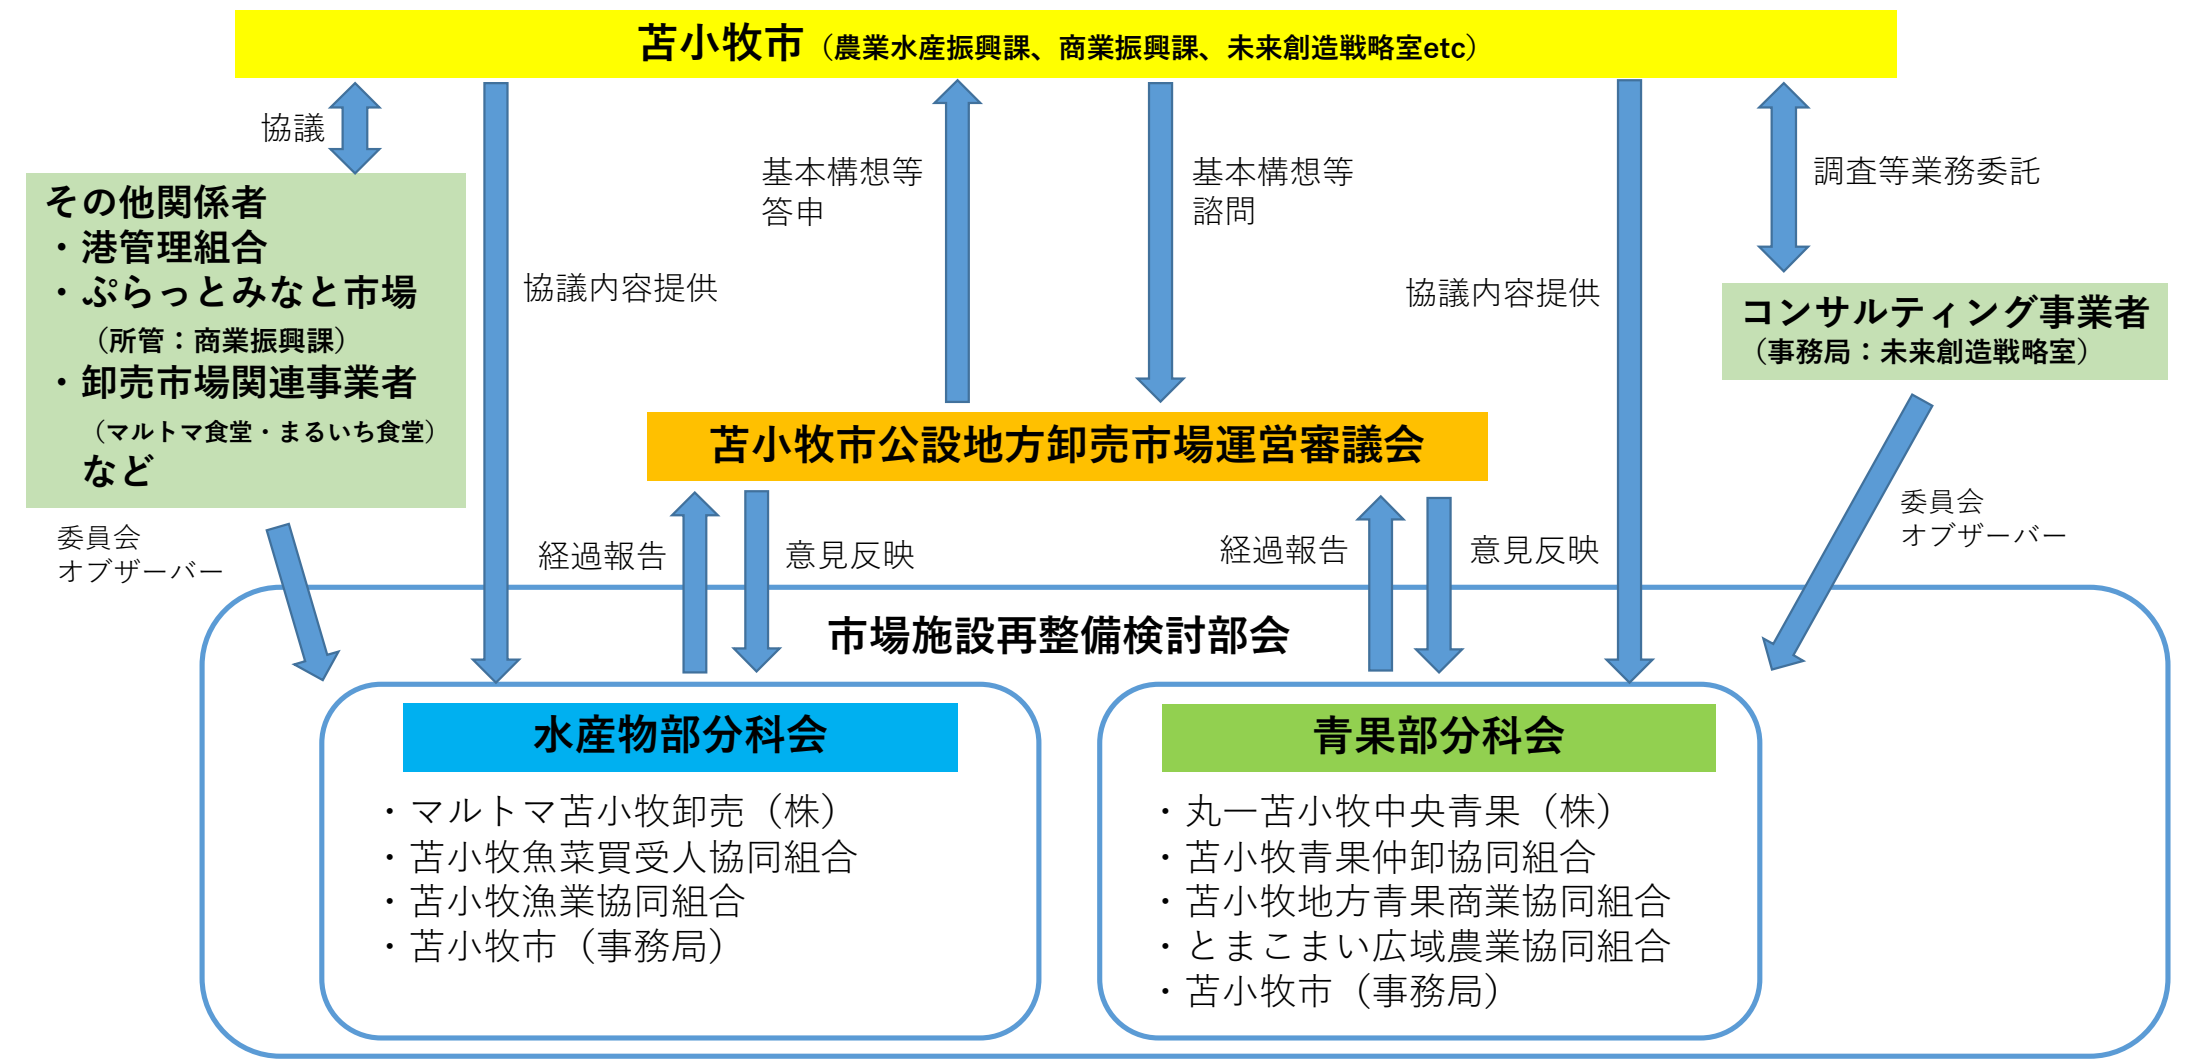 苫小牧市（農業水産振興課、商業振興課、未来創造戦略室etc）
協議
その他関係者
・港管理組合
・ぷらっとみなと市場
（所管：商業振興課）
・卸売市場関連事業者
（マルトマ食堂・まるいち食堂）
など
協議内容提供
基本構想等
答申
基本構想等
諮問
協議内容提供
調査等業務委託
コンサルティング事業者
（事務局：未来創造戦略室）
苫小牧市公設地方卸売市場運営審議会
委員会
オブザーバー
経過報告
意見反映
経過報告
意見反映
委員会
オブザーバー
市場施設再整備検討部会
水産物部分科会
・マルトマ苫小牧卸売（株）
・苫小牧魚菜買受人協同組合
・苫小牧漁業協同組合
・苫小牧市（事務局）
青果部分科会
・丸一苫小牧中央青果（株）
・苫小牧青果仲卸協同組合
・苫小牧地方青果商業協同組合
・とまこまい広域農業協同組合
・苫小牧市（事務局）